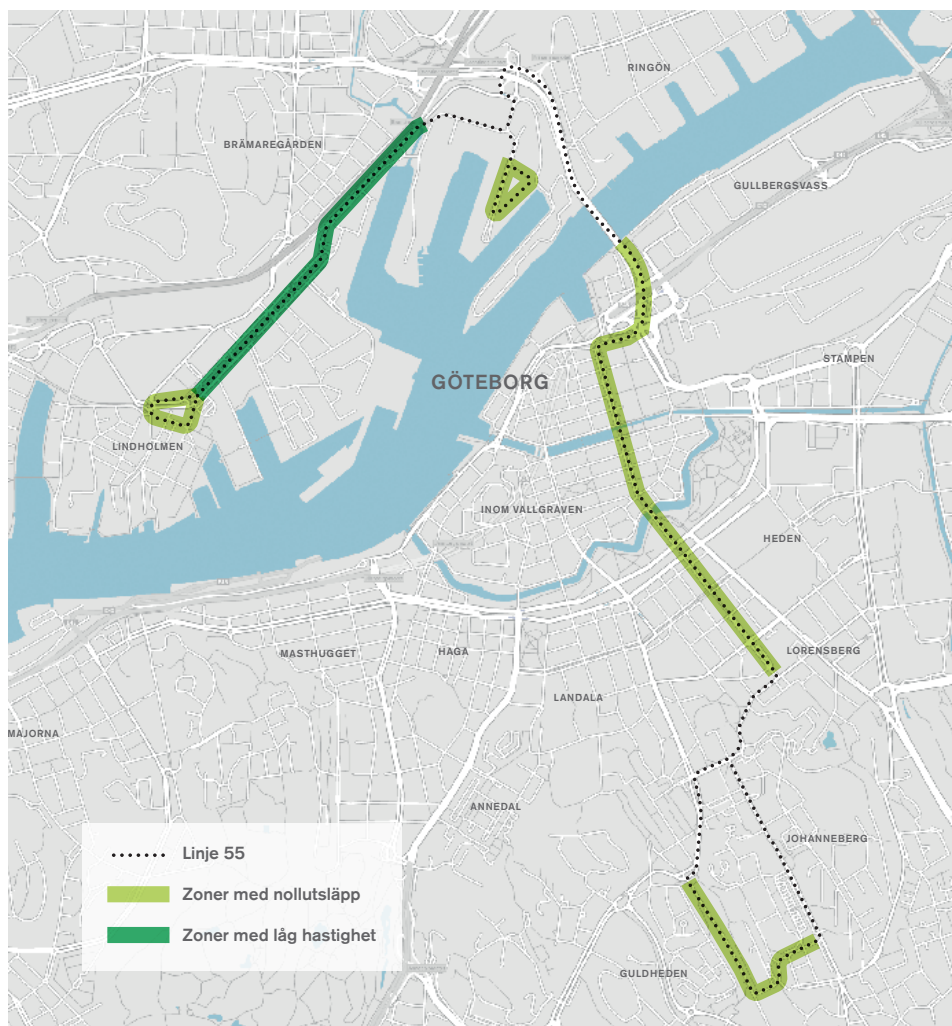 RINGÖN
BRÄMAREGÅRDEN
GULLBERGSVASS
STAMPEN
GÖTEBORG
LINDHOLMEN
INOM VALLGRAVEN
HEDEN
MASTHUGGET
HAGA
LORENSBERG
LANDALA
MAJORNA
ANNEDAL
JOHANNEBERG
Linje 55
Zoner med nollutsläpp
Zoner med låg hastighet
GULDHEDEN